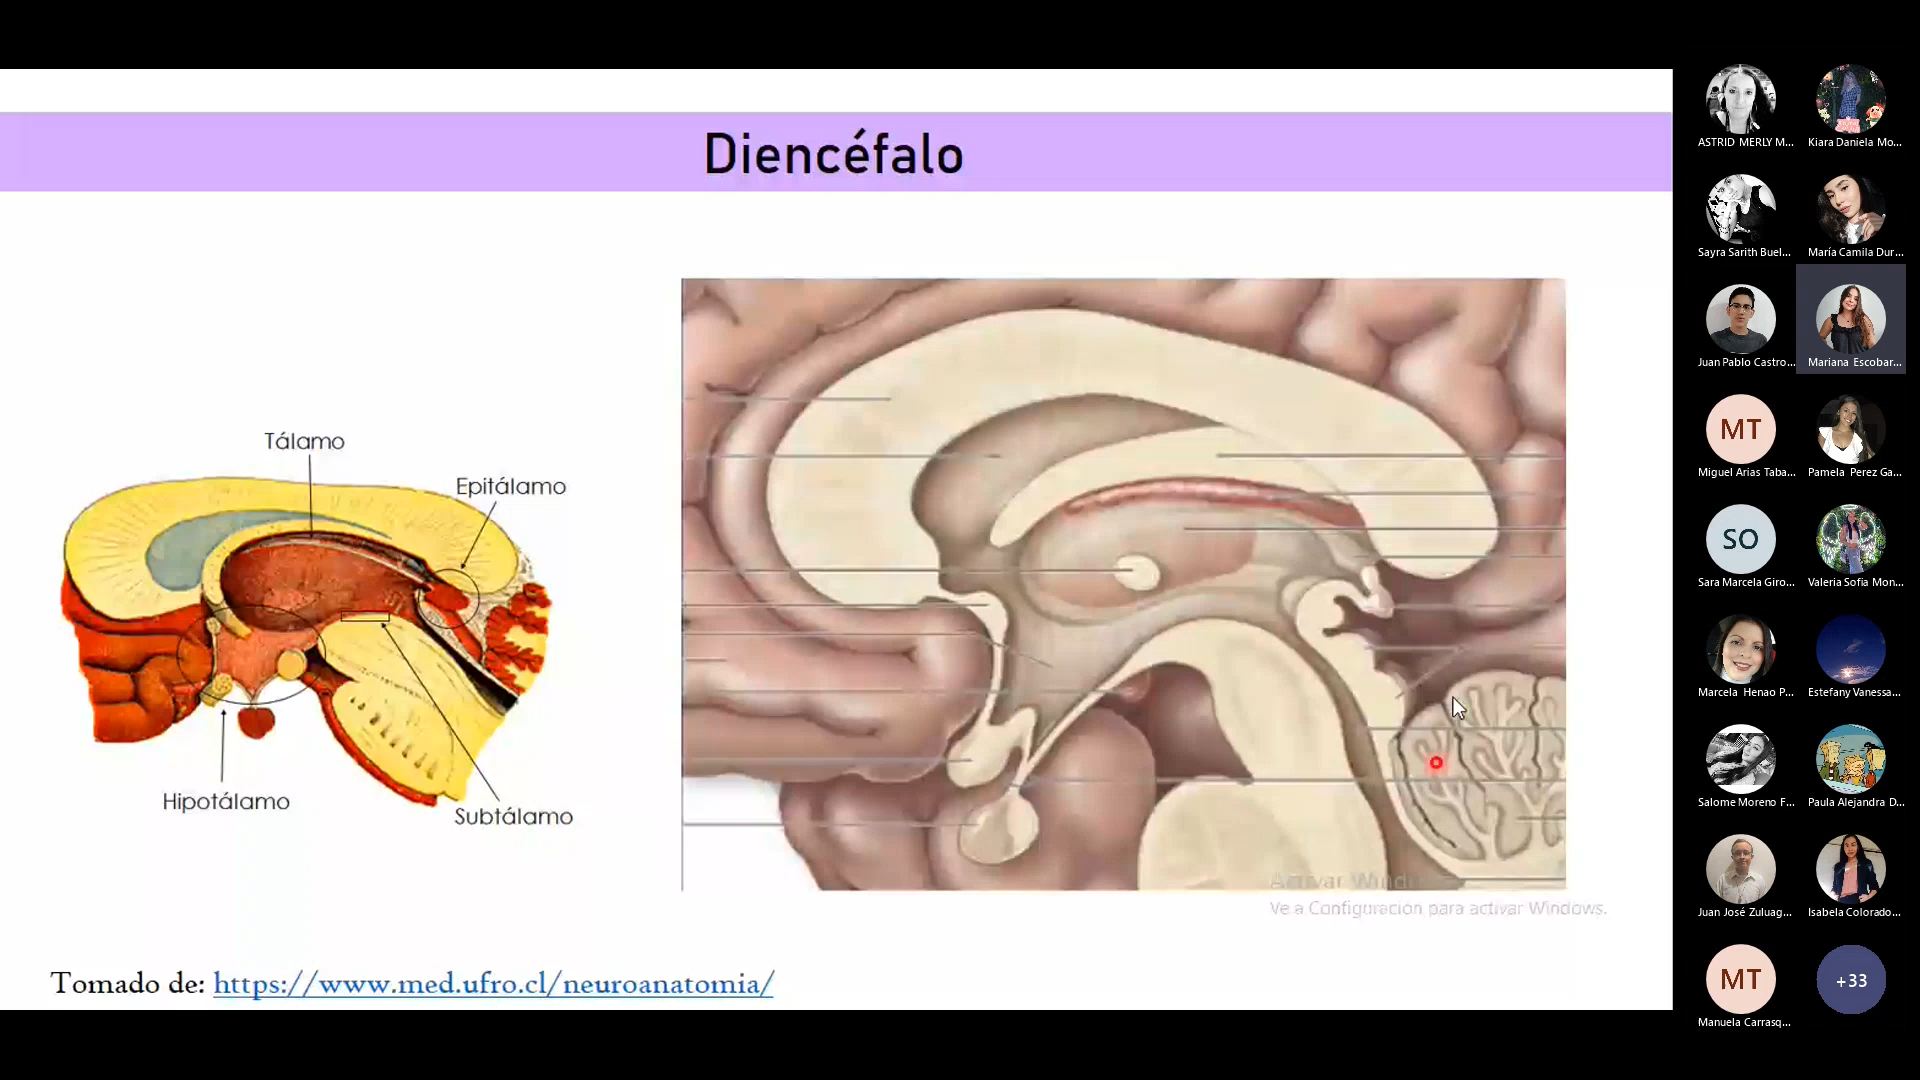 Diencéfalo
Tálamo
Epitálamo
Hipotálamo
Subtálamo
Ve a Configuración para activar Windows.
Tomado de: https://www.med.ufro.cl/neuroanatomia/
ASTRID MERLY M...
Kiara Daniela Mo...
Sayra Sarith Buel...
María Camila Dur...
Juan Pablo Castro...
Mariana Escobar...
MT
Miguel Arias Taba...
Pamela Perez Ga...
SO
Sara Marcela Giro...
Valeria Sofia Mon...
Marcela Henao P...
Estefany Vanessa...
Salome Moreno F...
Paula Alejandra D...
Juan José Zuluag...
Isabela Colorado...
MT
Manuela Carrasq...
+33